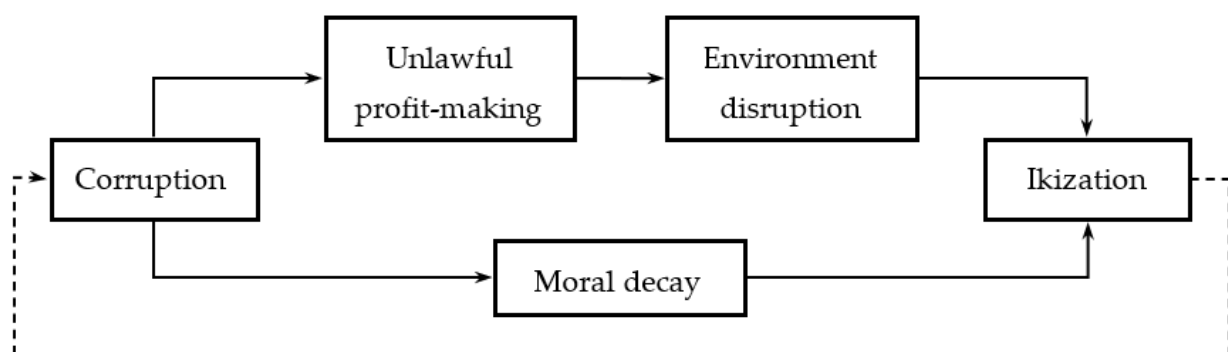 Unlawful
profit-making
Environment
disruption
Corruption
Ikization
Moral decay